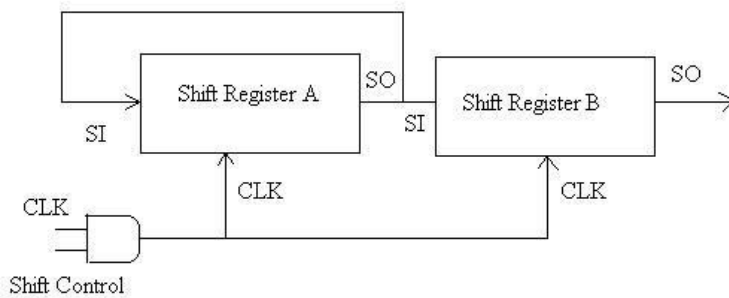 SO
Shift Register A
SO
Shift Register B
SI
SI
CLK
CLK
CLK
Shift Control